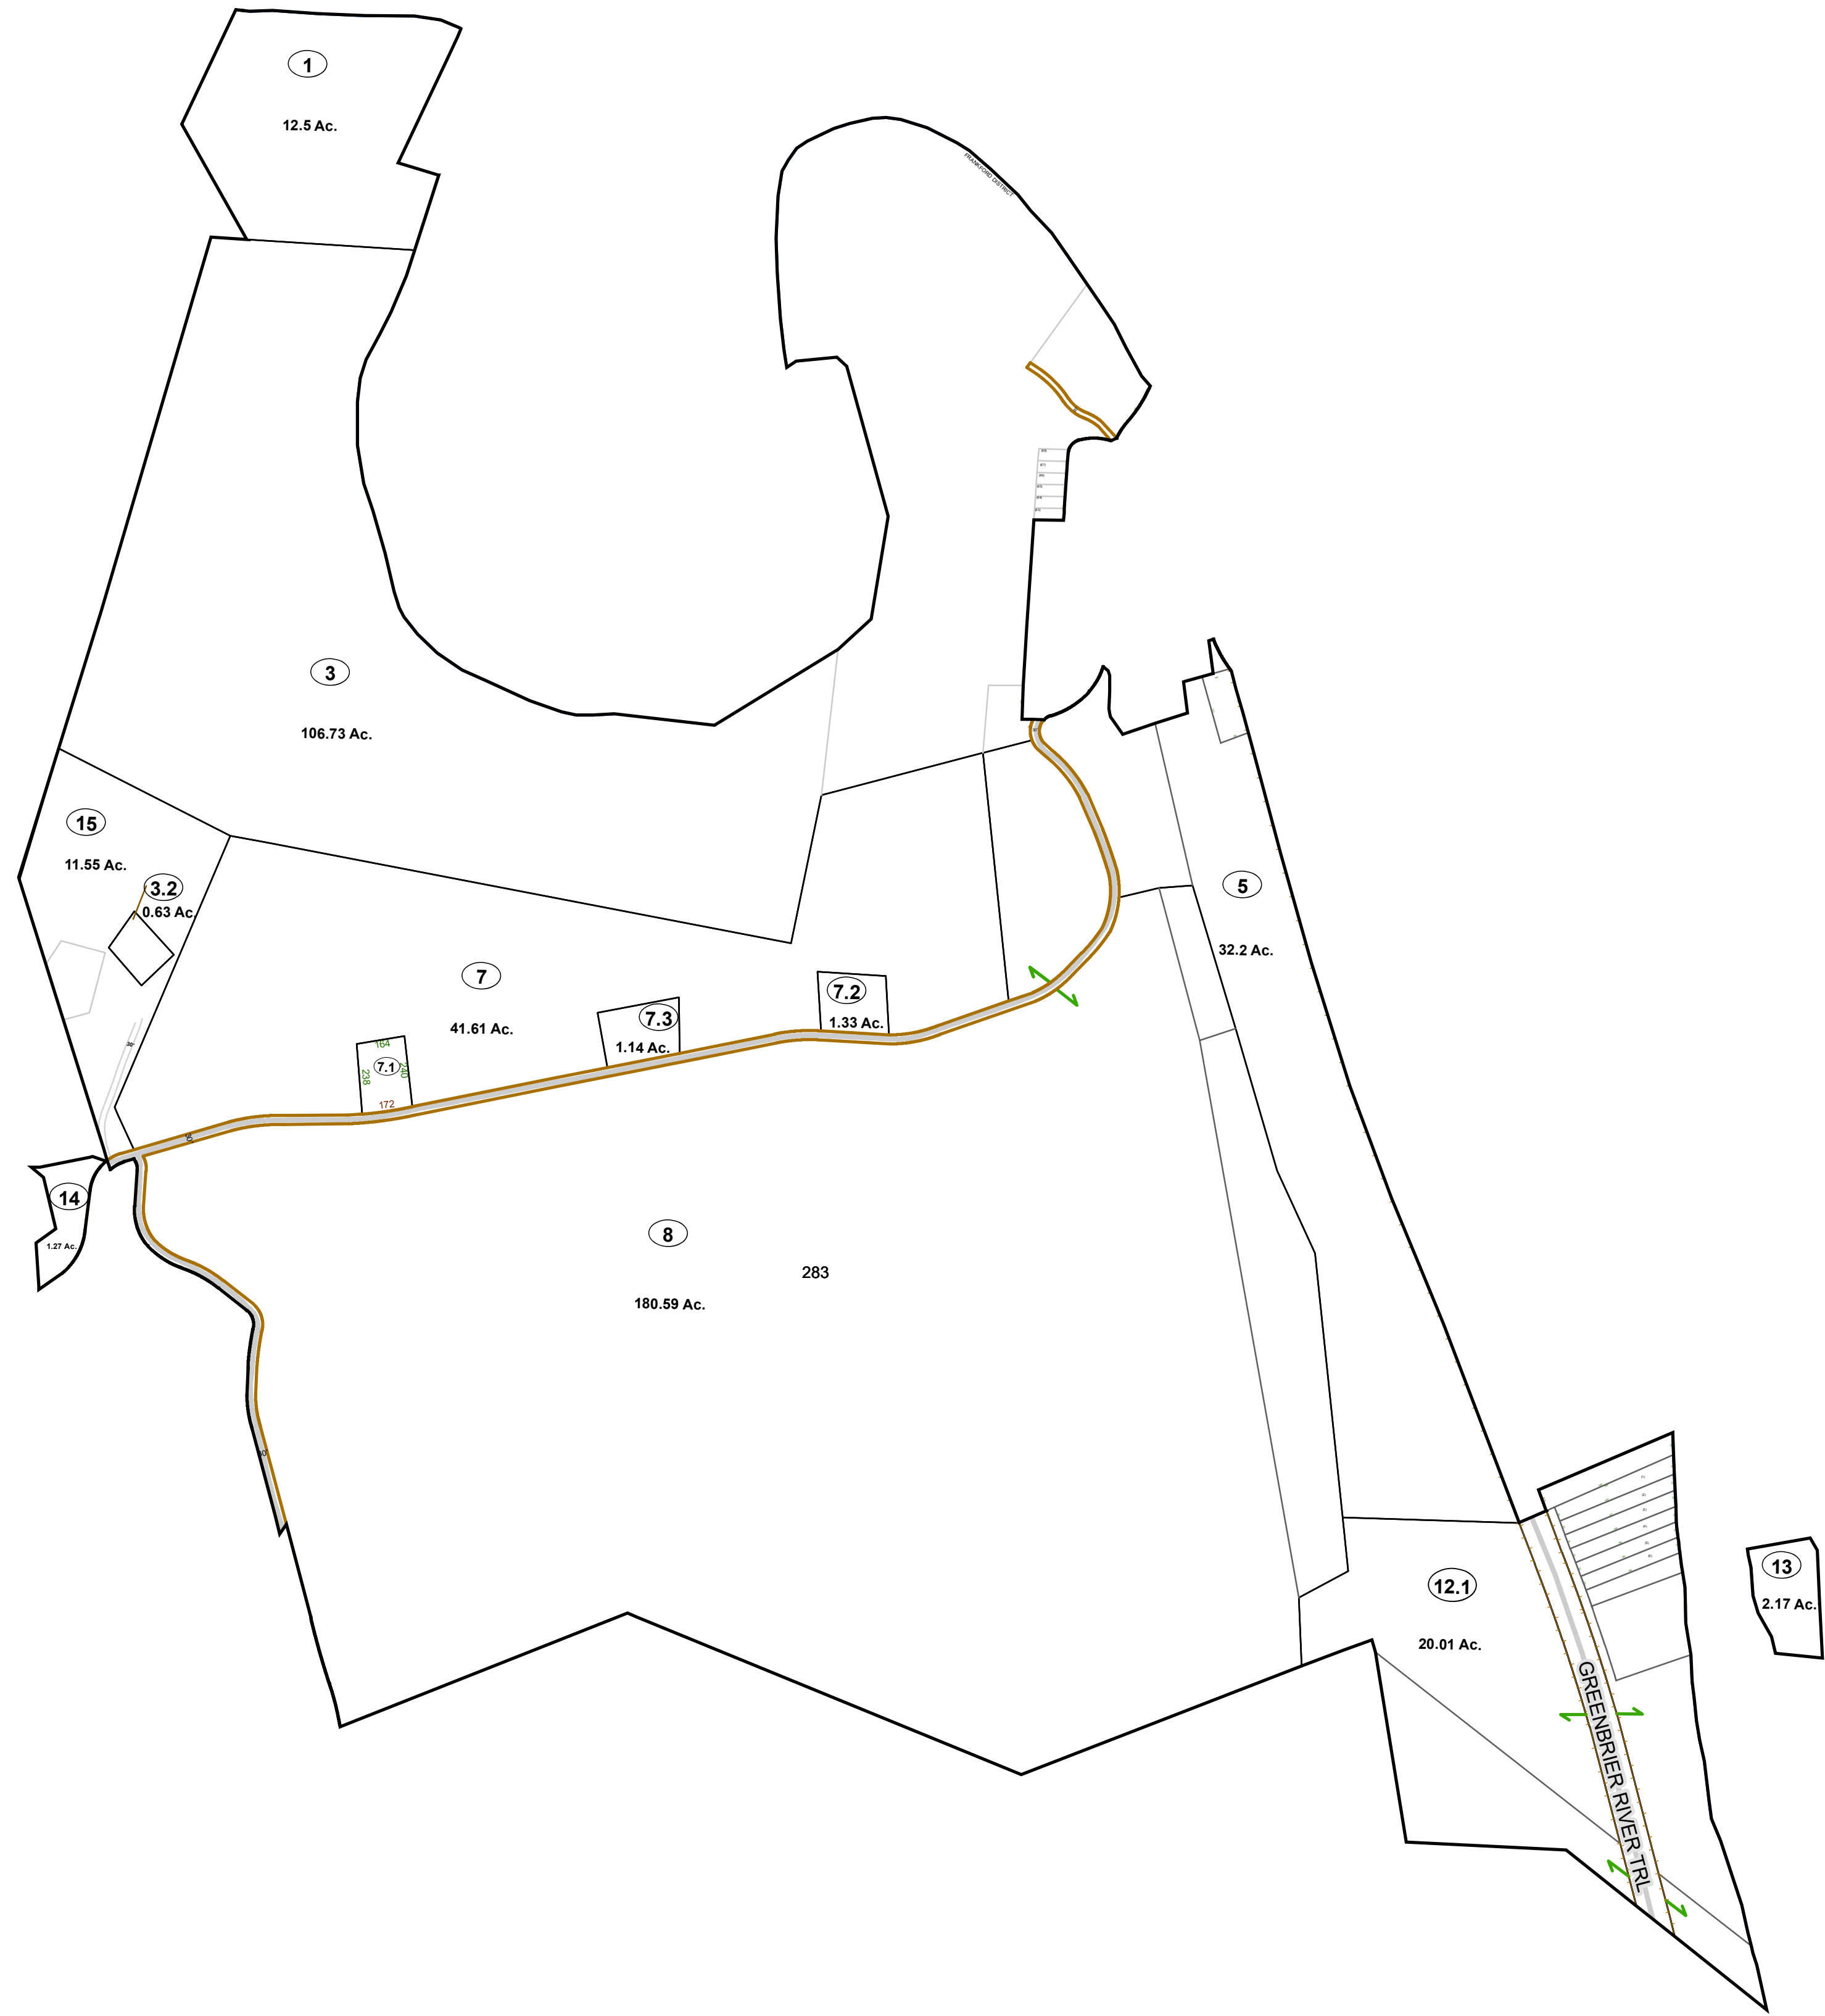 1
12.5 Ac.
FRANKFORD DISTRICT
3
106.73 Ac.
15
11.55 Ac.
3.2
0.63 Ac.
5
32.2 Ac.
7
41.61 Ac.
7.2
1.33 Ac.
7.3
1.14 Ac.
164
7.1
238
240
172
50
14
1.27 Ac.
8
283
180.59 Ac.
12.1
20.01 Ac.
13
2.17 Ac.
GREENBRIER RIVER TRL